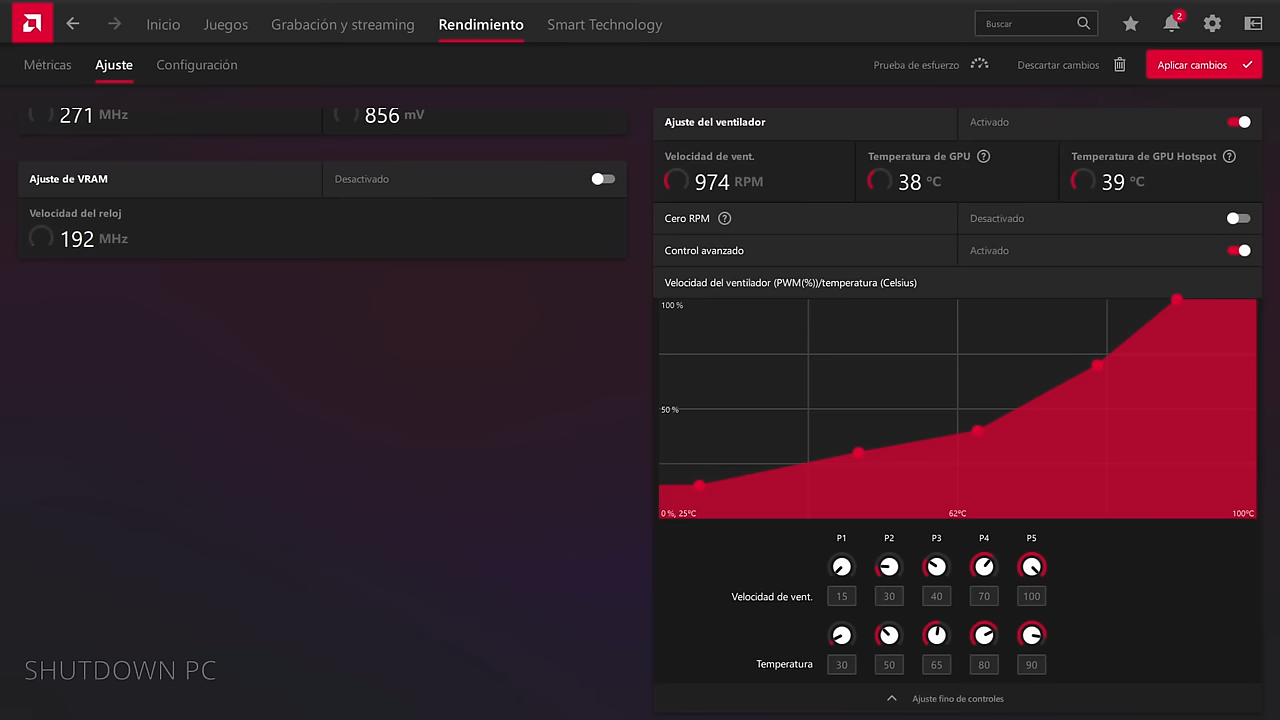 Inicio Juegos Grabación y streaming Rendimiento Smart Technology Buscar 2
Métricas Ajuste Configuración Prueba de esfuerzo Descartar cambios Aplicar cambios
271 MHz 856 mV
Ajuste de VRAM Desactivado
Velocidad del reloj
192 MHz
Ajuste del ventilador Activado
Velocidad de vent. Temperatura de GPU ? Temperatura de GPU Hotspot ?
974 RPM 38 °C 39 °C
Cero RPM ? Desactivado
Control avanzado Activado
Velocidad del ventilador (PWM(%))/temperatura (Celsius)
100 %
50 %
0 %, 25°C 62°C 100°C
P1 P2 P3 P4 P5
Velocidad de vent. 15 30 40 70 100
Temperatura 30 50 65 80 90
Ajuste fino de controles
SHUTDOWN PC